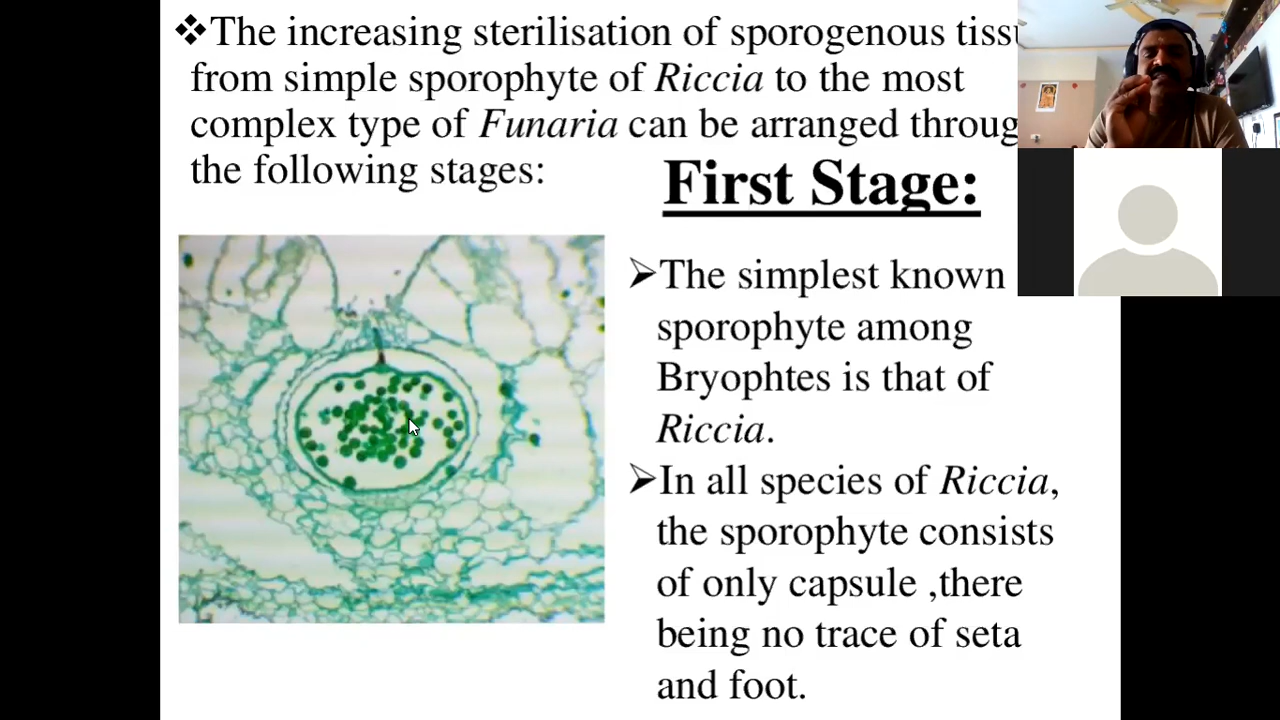 ❖The increasing sterilisation of sporogenous
from simple sporophyte of Riccia to the most
complex type of Funaria can be arranged
the following stages:
First Stage:
➢The simplest known
sporophyte among
Bryophtes is that of
Riccia.
➢In all species of Riccia,
the sporophyte consists
of only capsule ,there
being no trace of seta
and foot.